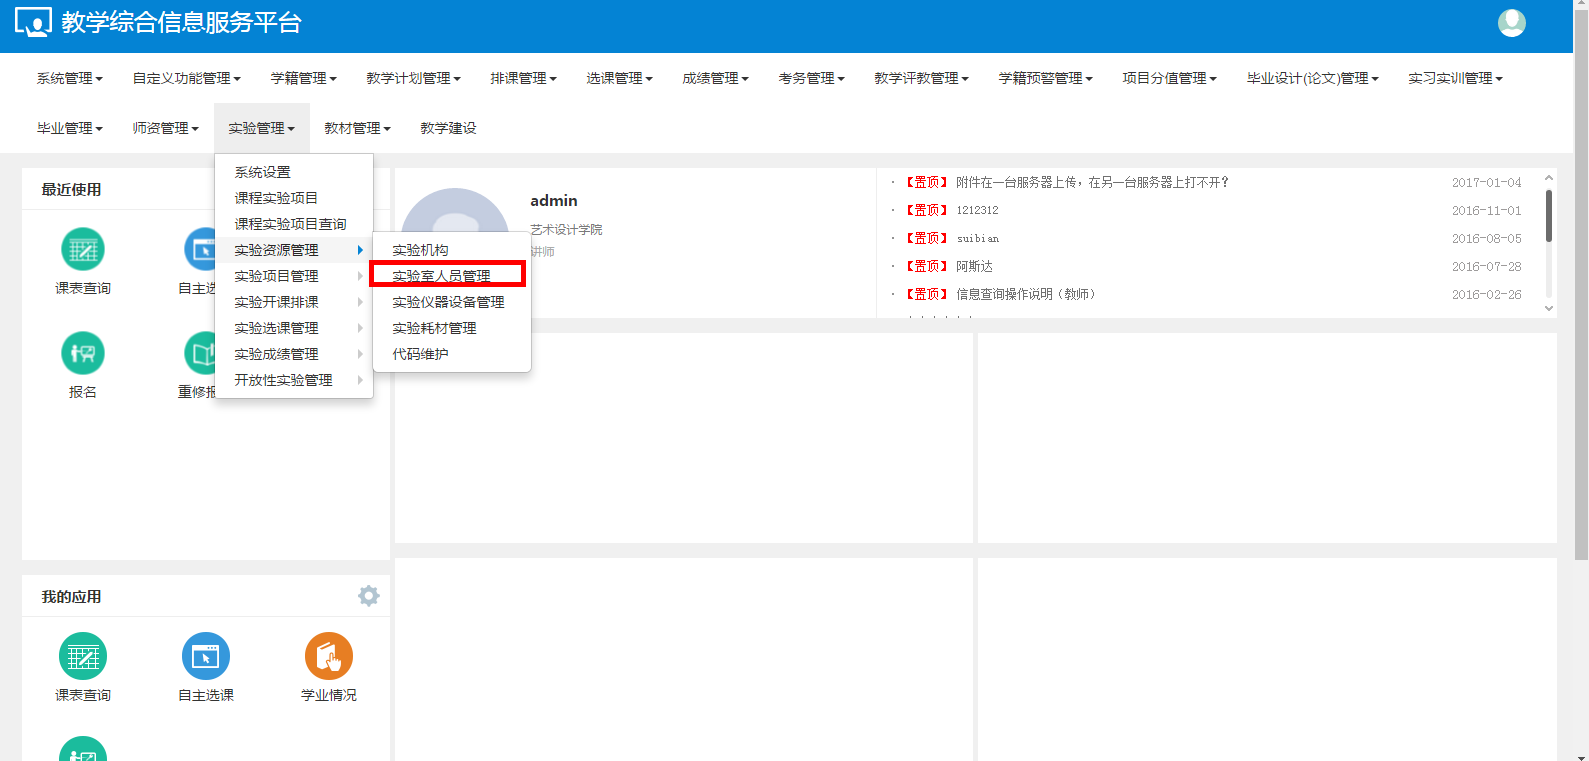 教学综合信息服务平台
系统管理 自定义功能管理 学籍管理 教学计划管理 排课管理 选课管理 成绩管理 考务管理 教学评教管理 学籍预警管理 项目分值管理 毕业设计(论文)管理 实习实训管理
毕业管理 师资管理 实验管理 教材管理 教学建设
最近使用
课表查询
自主选
报名
重修报
系统设置
课程实验项目
课程实验项目查询
实验资源管理
实验项目管理
实验开课排课
实验选课管理
实验成绩管理
开放性实验管理
实验机构
实验室人员管理
实验仪器设备管理
实验耗材管理
代码维护
admin
艺术设计学院
讲师
【置顶】 附件在一台服务器上传，在另一台服务器上打不开？ 2017-01-04
【置顶】 1212312 2016-11-01
【置顶】 suibian 2016-08-05
【置顶】 阿斯达 2016-07-28
【置顶】 信息查询操作说明（教师） 2016-02-26
我的应用
课表查询
自主选课
学业情况